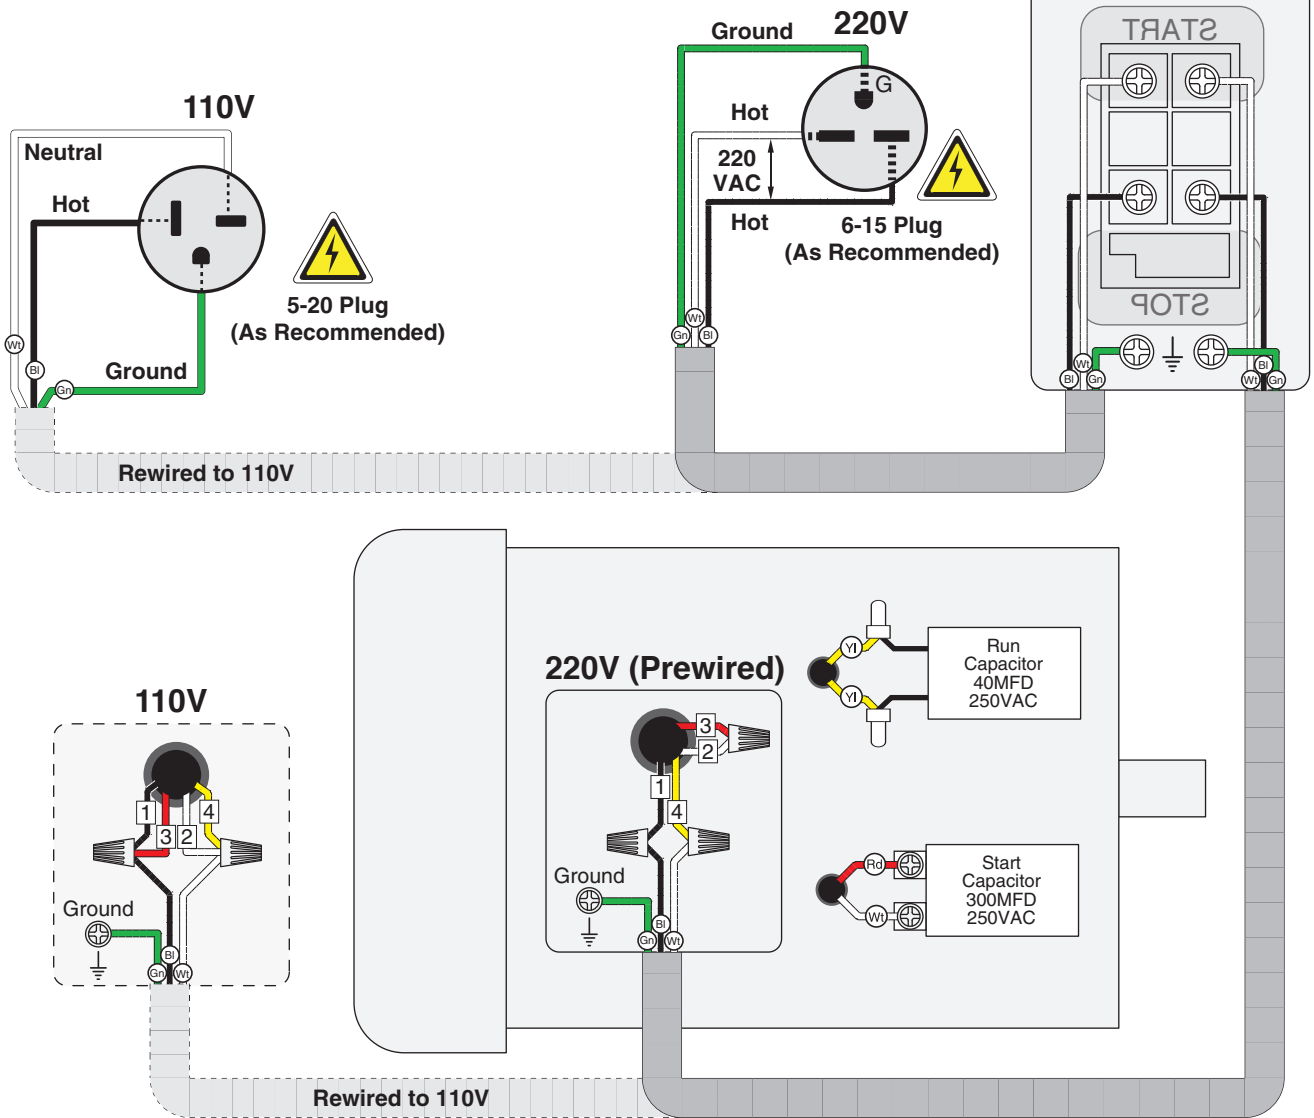 110V
Neutral
Hot
Ground
Wt
Bl
Gn
5-20 Plug
(As Recommended)
Rewired to 110V
220V
Ground
G
Hot
220
VAC
Hot
6-15 Plug
(As Recommended)
Gn
Wt
Bl
START
STOP
Bl
Wt
Gn
Wt
Bl
Gn
220V (Prewired)
3
2
1
4
Ground
Gn
Bl
Wt
Yl
Yl
Run
Capacitor
40MFD
250VAC
Rd
Wt
Start
Capacitor
300MFD
250VAC
110V
1
3
2
4
Ground
Gn
Bl
Wt
Rewired to 110V